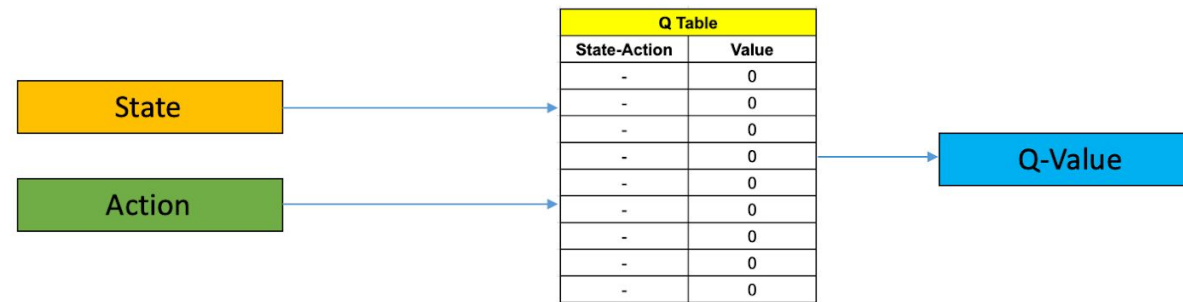 Q Table
State-Action Value
- 0
- 0
State
- 0
- 0
Q-Value
- 0
Action
- 0
- 0
- 0
- 0